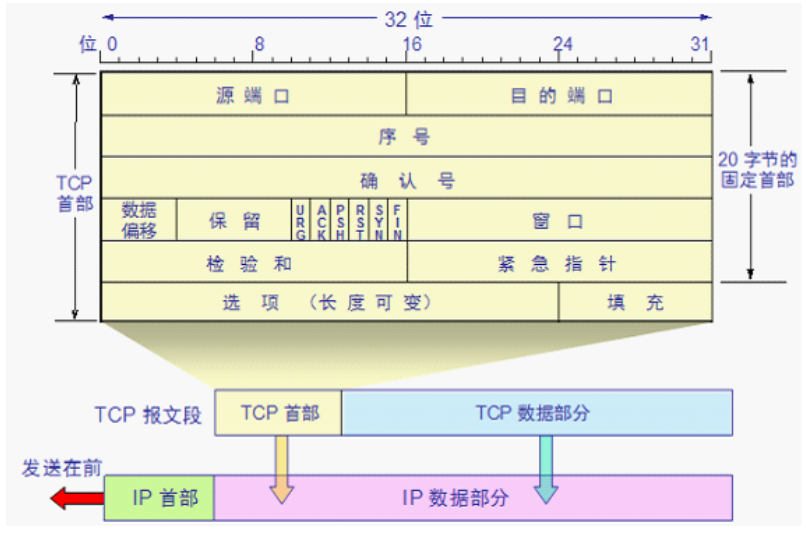 32 位
位 0 8 16 24 31
源 端 口 目 的 端 口
序 号
TCP
首部
确 认 号
20 字节的
固定首部
数据
偏移
保 留
URG
ACK
PSH
RST
SYN
FIN
窗 口
检 验 和 紧 急 指 针
选 项 （长 度 可 变） 填 充
TCP 报文段 TCP 首部 TCP 数据部分
发送在前
IP 首部 IP 数据部分